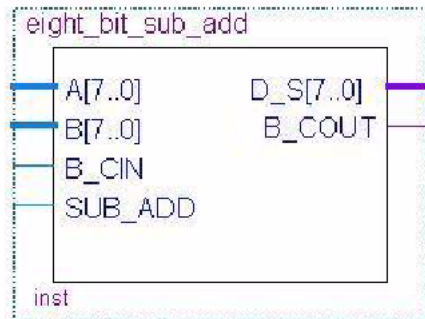 eight_bit_sub_add
A[7..0] D_S[7..0]
B[7..0] B_COUT
B_CIN
SUB_ADD
inst